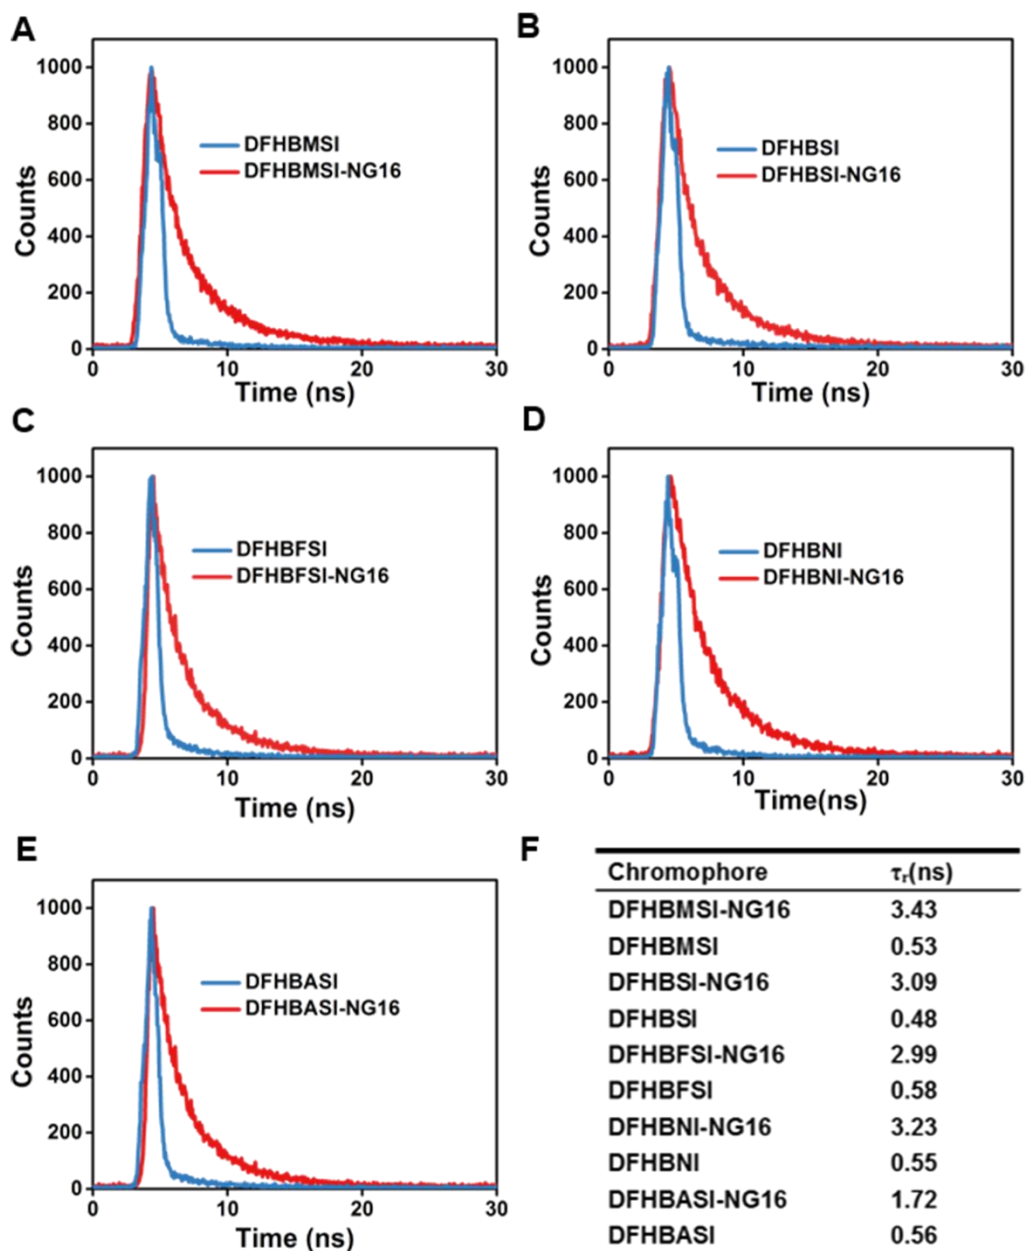 A
Counts
1000
800
600
400
200
0
DFHBMSI
DFHBMSI-NG16
0 10 20 30
Time (ns)
B
Counts
1000
800
600
400
200
0
DFHBSI
DFHBSI-NG16
0 10 20 30
Time (ns)
C
Counts
1000
800
600
400
200
0
DFHBFSI
DFHBFSI-NG16
0 10 20 30
Time (ns)
D
Counts
1000
800
600
400
200
0
DFHBNI
DFHBNI-NG16
0 10 20 30
Time(ns)
E
Counts
1000
800
600
400
200
0
DFHBASI
DFHBASI-NG16
0 10 20 30
Time (ns)
F
Chromophore τᵣ(ns)
DFHBMSI-NG16 3.43
DFHBMSI 0.53
DFHBSI-NG16 3.09
DFHBSI 0.48
DFHBFSI-NG16 2.99
DFHBFSI 0.58
DFHBNI-NG16 3.23
DFHBNI 0.55
DFHBASI-NG16 1.72
DFHBASI 0.56